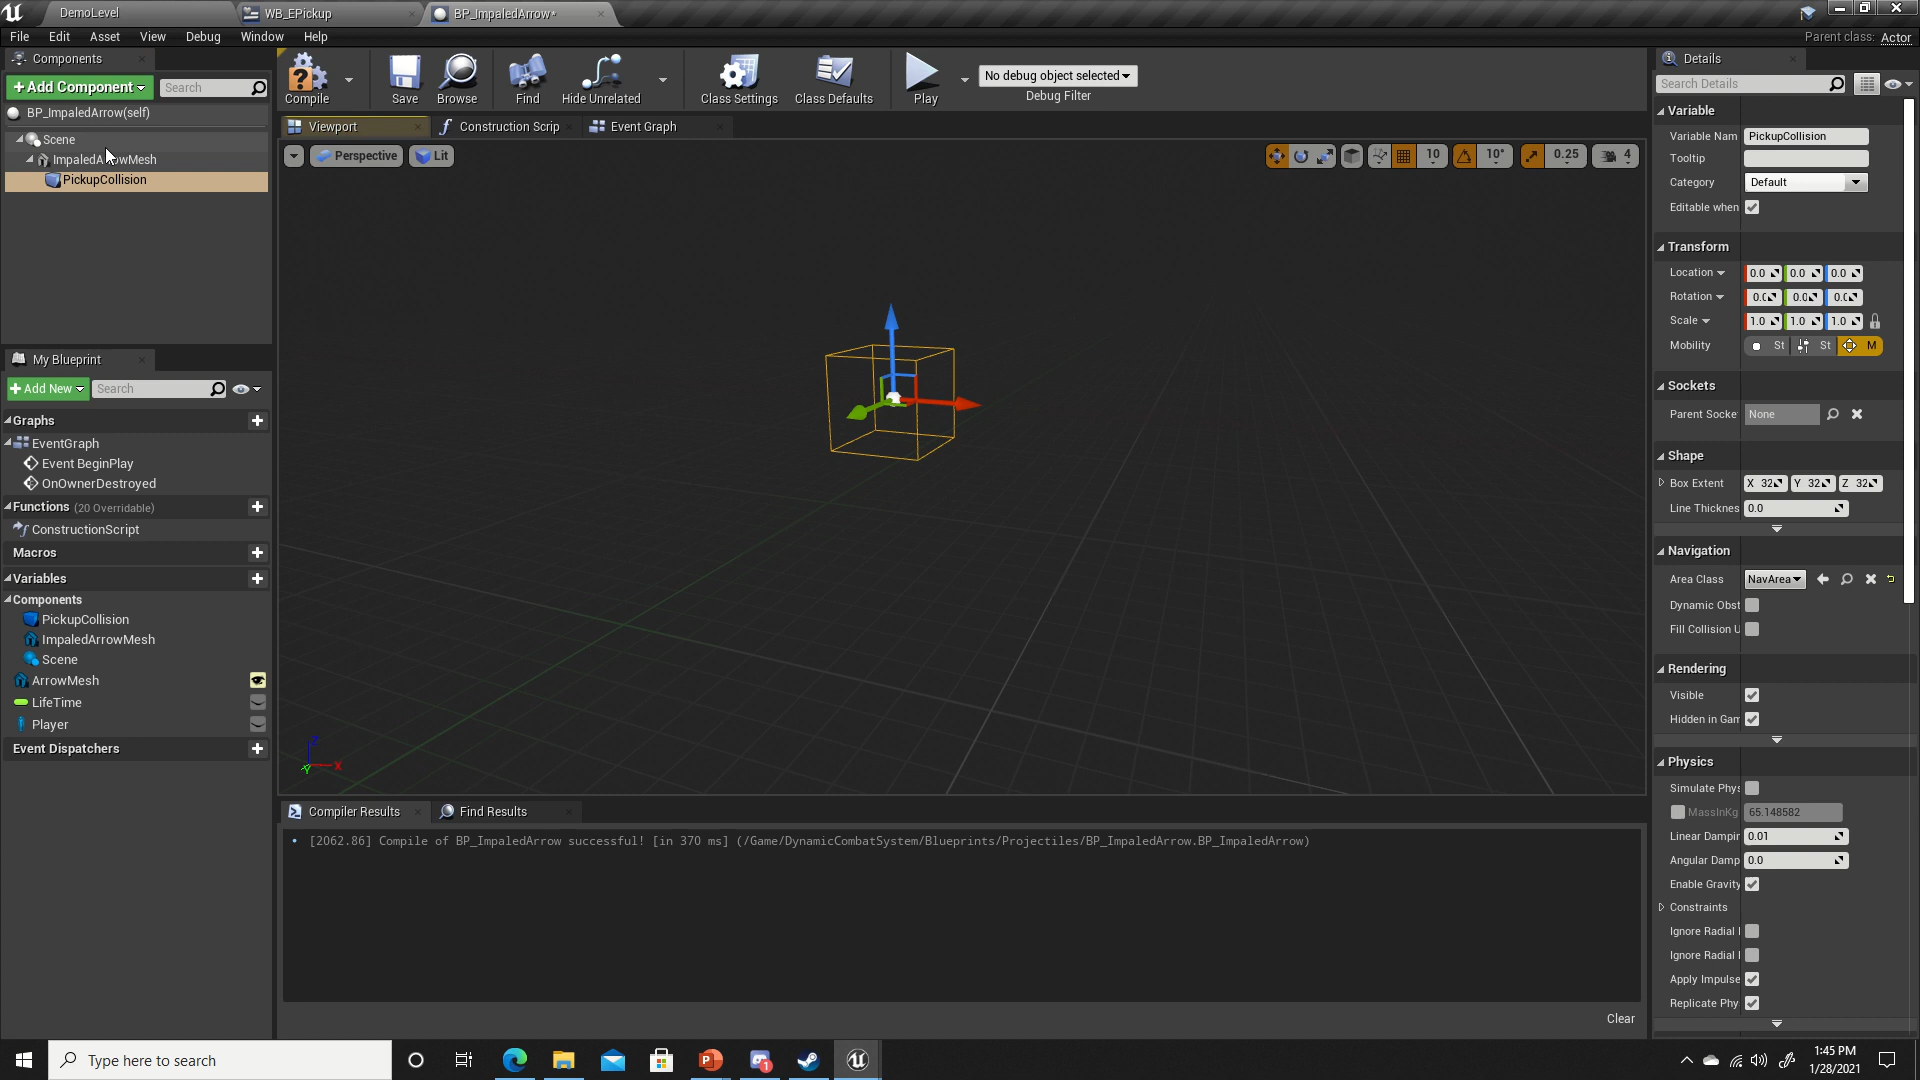 DemoLevel
WB_EPickup
BP_ImpaledArrow*
File Edit Asset View Debug Window Help
Parent class: Actor
Components
+Add Component
Search
BP_ImpaledArrow(self)
Scene
PickupCollision
My Blueprint
+Add New
Search
Graphs
EventGraph
Event BeginPlay
OnOwnerDestroyed
Functions (20 Overridable)
ConstructionScript
Macros
Variables
Components
PickupCollision
ImpaledArrowMesh
Scene
ArrowMesh
LifeTime
Player
Event Dispatchers
Compile
Save
Browse
Find
Hide Unrelated
Class Settings
Class Defaults
Play
No debug object selected
Debug Filter
Viewport
Construction Scrip
Event Graph
Perspective
Lit
10
10°
0.25
4
Z
X
Y
Compiler Results
Find Results
• [2062.86] Compile of BP_ImpaledArrow successful! [in 370 ms] (/Game/DynamicCombatSystem/Blueprints/Projectiles/BP_ImpaledArrow.BP_ImpaledArrow)
Clear
Details
Search Details
Variable
Variable Nam PickupCollision
Tooltip
Category Default
Editable when
Transform
Location 0.0 0.0 0.0
Rotation 0.0 0.0 0.0
Scale 1.0 1.0 1.0
Mobility St St M
Sockets
Parent Socke None
Shape
Box Extent X 32 Y 32 Z 32
Line Thicknes 0.0
Navigation
Area Class NavArea
Dynamic Obst
Fill Collision U
Rendering
Visible
Hidden in Gam
Physics
Simulate Phys
MassInKg 65.148582
Linear Dampin 0.01
Angular Damp 0.0
Enable Gravity
Constraints
Ignore Radial I
Ignore Radial I
Apply Impulse
Replicate Phy
Type here to search
1
1:45 PM
1/28/2021